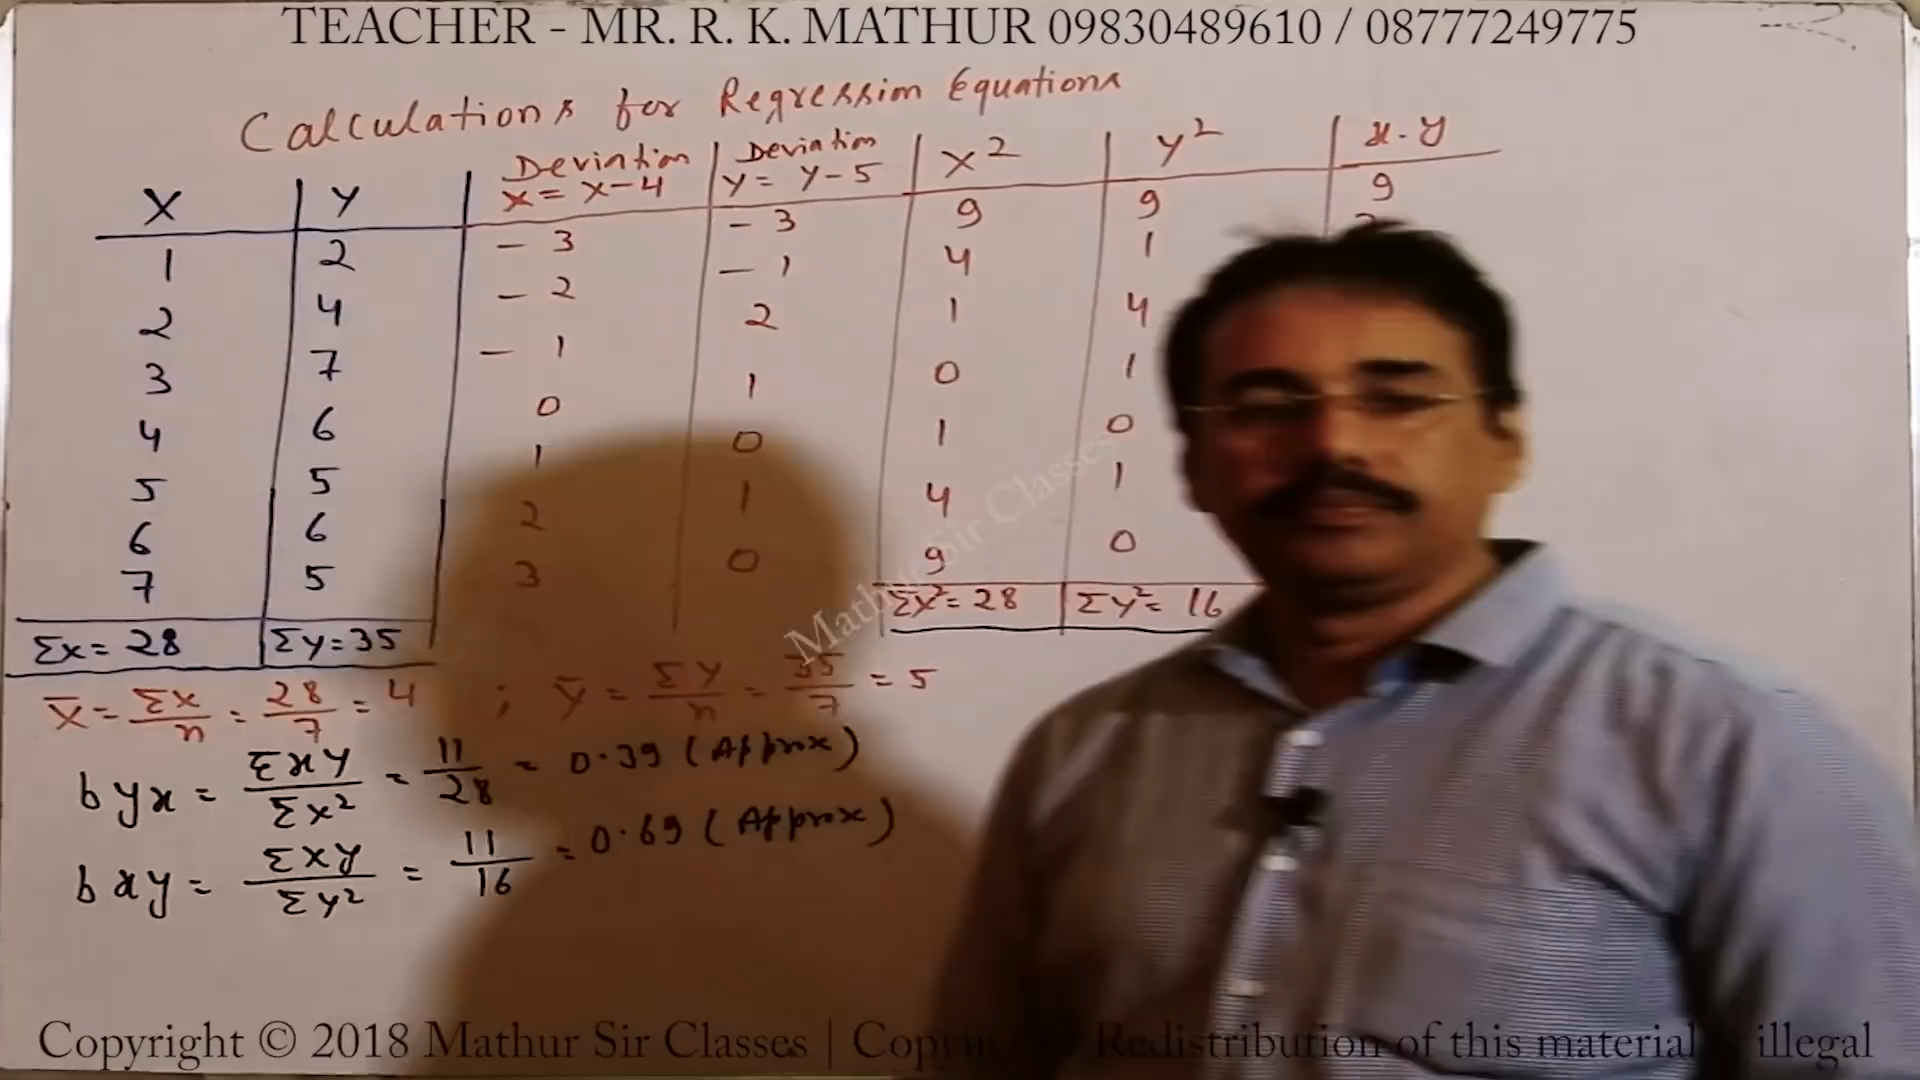 TEACHER - MR. R. K. MATHUR 09830489610 / 08777249775
Calculations for Regression Equations
X Y Deviation x = x-4 Deviation y = y-5 x² y² x.y
1 2 -3 -3 9 9 9
2 4 -2 -1 4 1
3 7 -1 2 1 4
4 6 0 1 0 1
5 5 1 0 1 0
6 6 2 1 4 1
7 5 3 0 9 0
Σx = 28 Σy = 35 Σx² = 28 Σy² = 16
x̄ = Σx/n = 28/7 = 4 ; ȳ = Σy/n = 35/7 = 5
byx = Σxy/Σx² = 11/28 = 0.39 (Approx)
bxy = Σxy/Σy² = 11/16 = 0.69 (Approx)
Mathur Sir Classes
Copyright © 2018 Mathur Sir Classes | Redistribution of this material illegal